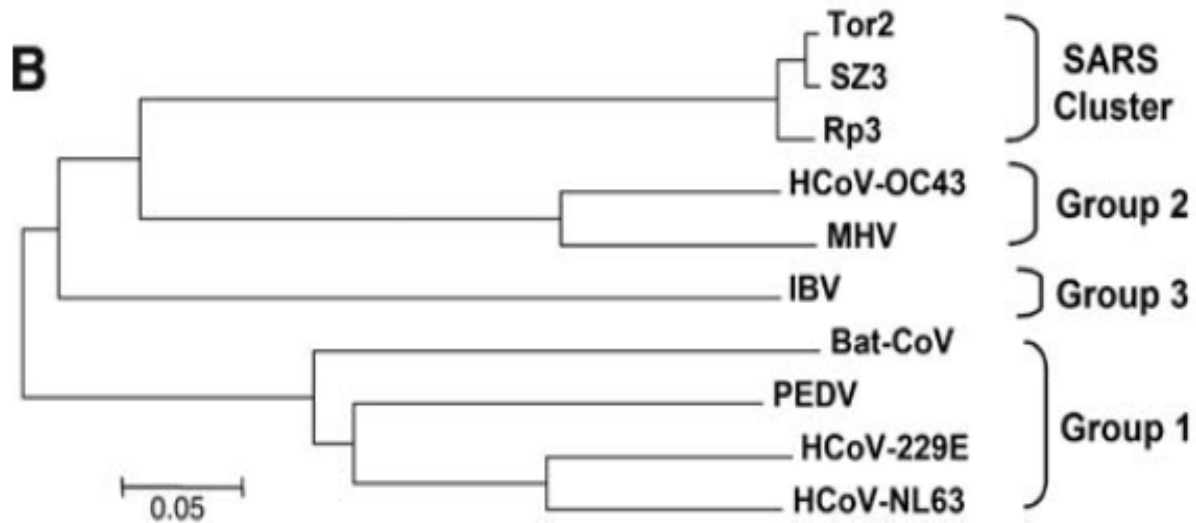 B
Tor2
SZ3
Rp3
SARS
Cluster
HCoV-OC43
MHV
Group 2
IBV
Group 3
Bat-CoV
PEDV
HCoV-229E
HCoV-NL63
Group 1
0.05